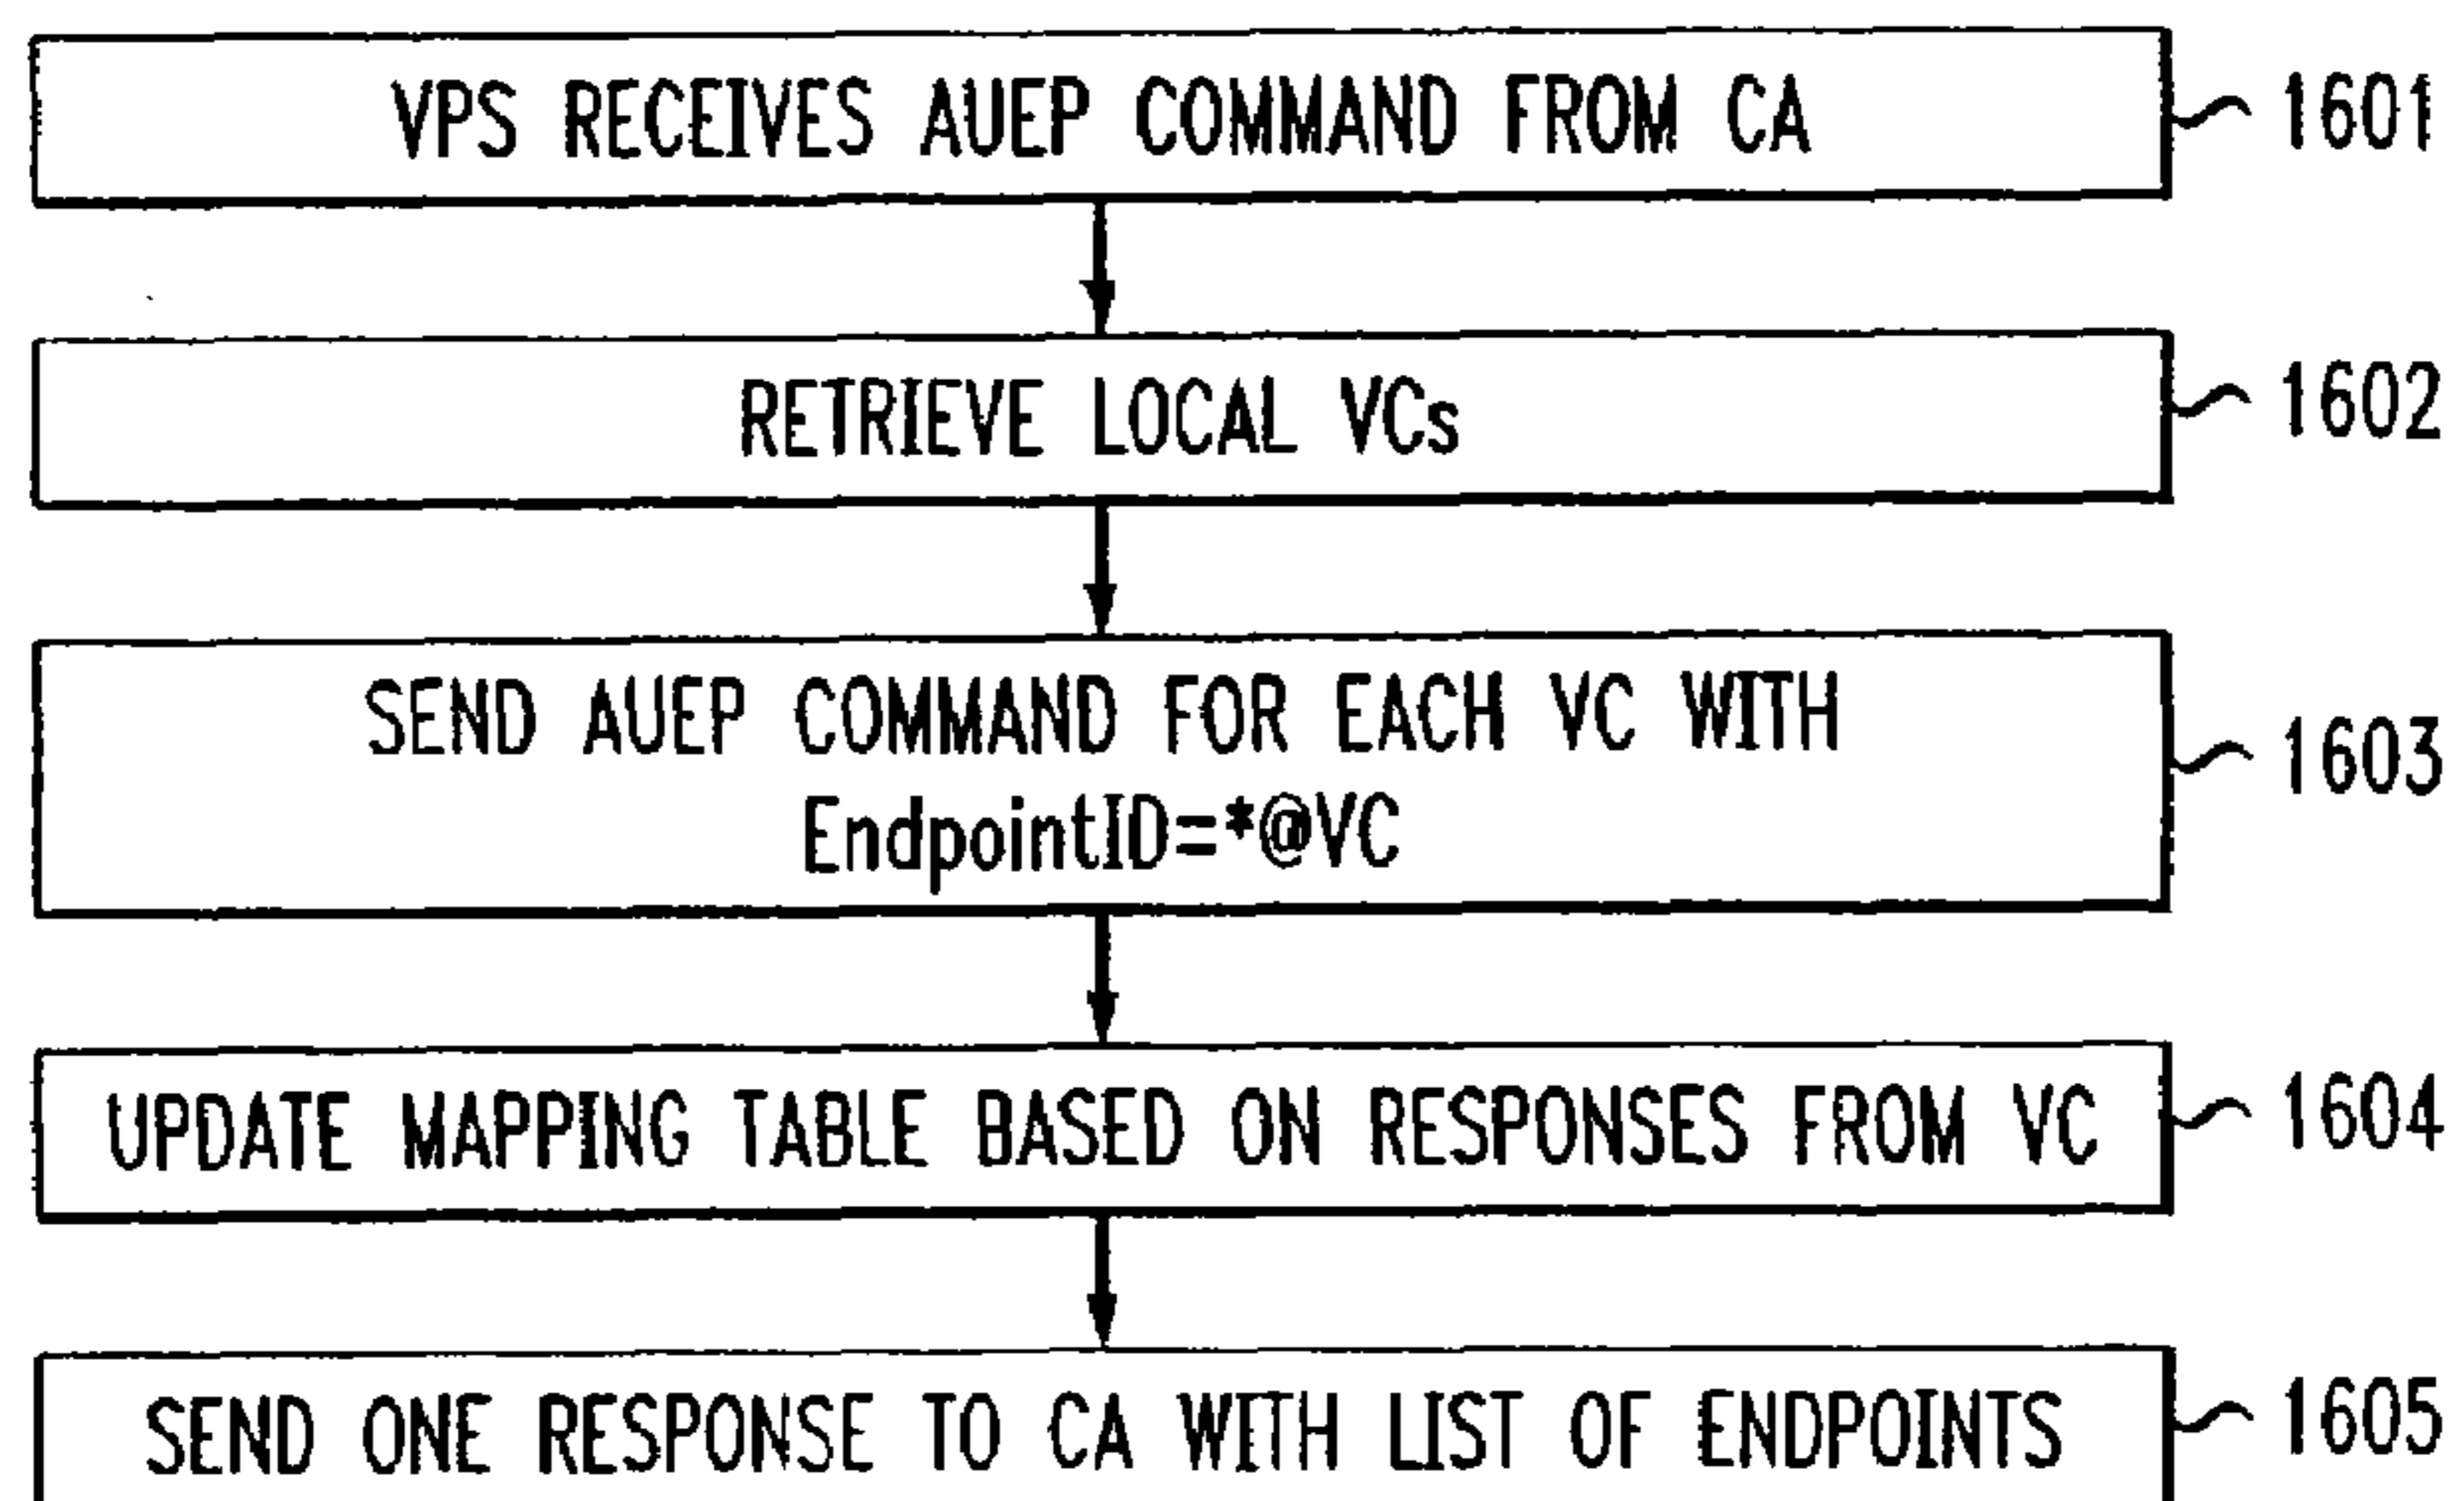 VPS RECEIVES AUEP COMMAND FROM CA
1601
RETRIEVE LOCAL VCs
1602
SEND AUEP COMMAND FOR EACH VC WITH
EndpointID=*@VC
1603
UPDATE MAPPING TABLE BASED ON RESPONSES FROM VC
1604
SEND ONE RESPONSE TO CA WITH LIST OF ENDPOINTS
1605